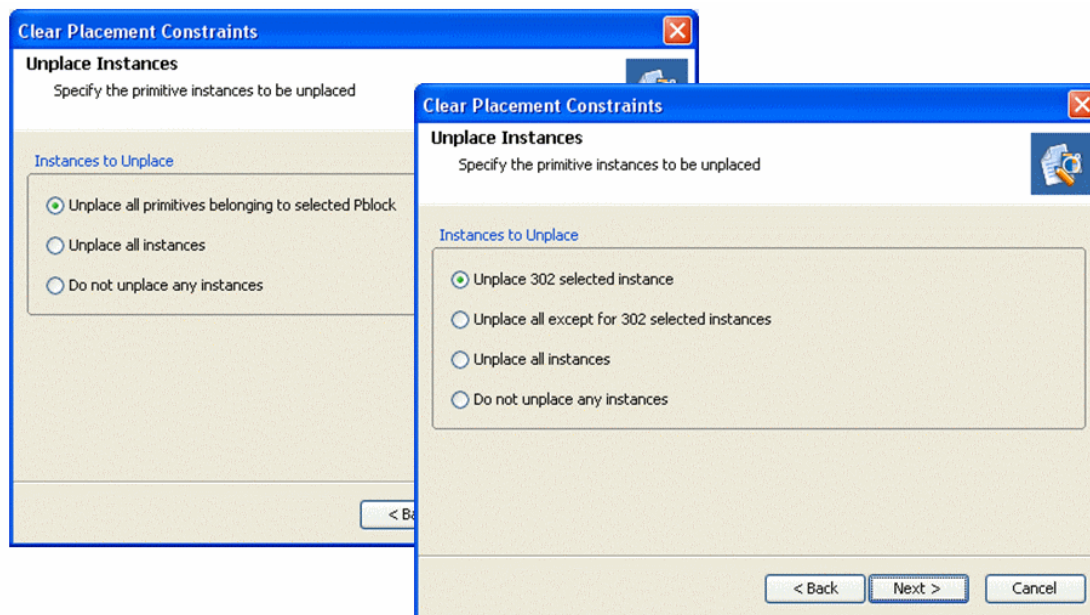 Clear Placement Constraints
Unplace Instances
Specify the primitive instances to be unplaced
Instances to Unplace
Unplace all primitives belonging to selected Pblock
Unplace all instances
Do not unplace any instances
< Ba
Clear Placement Constraints
Unplace Instances
Specify the primitive instances to be unplaced
Instances to Unplace
Unplace 302 selected instance
Unplace all except for 302 selected instances
Unplace all instances
Do not unplace any instances
< Back Next > Cancel